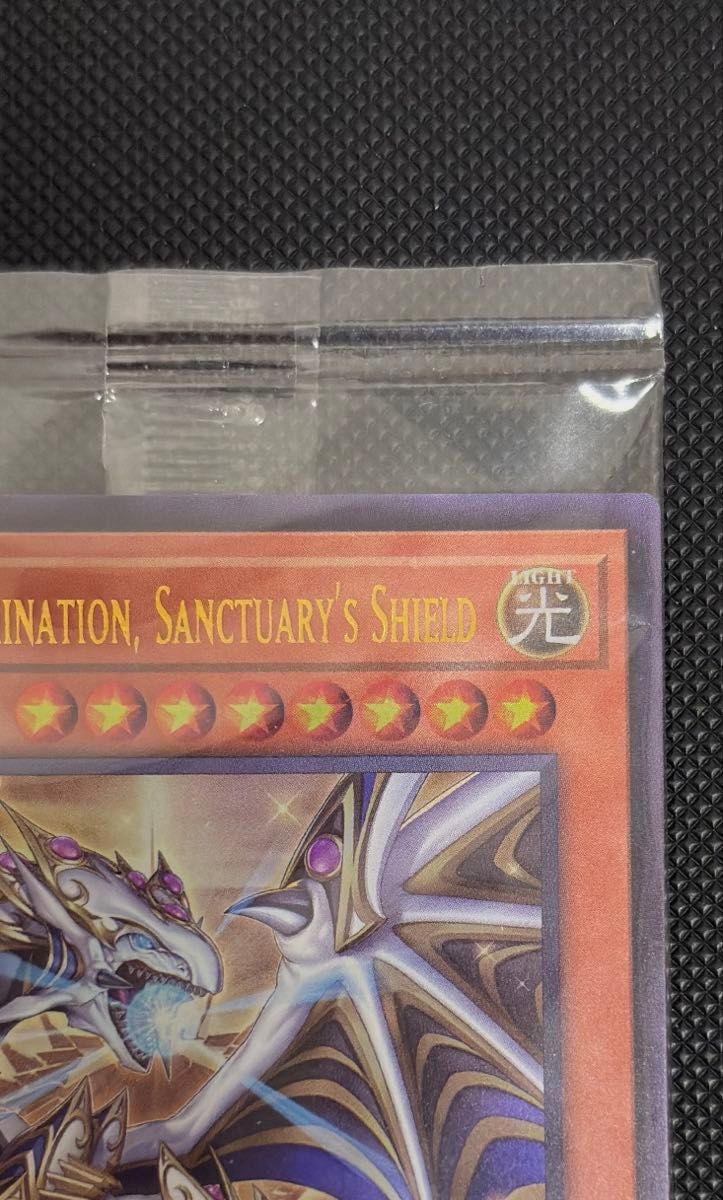 LIGHT
INATION, SANCTUARY'S SHIELD 光